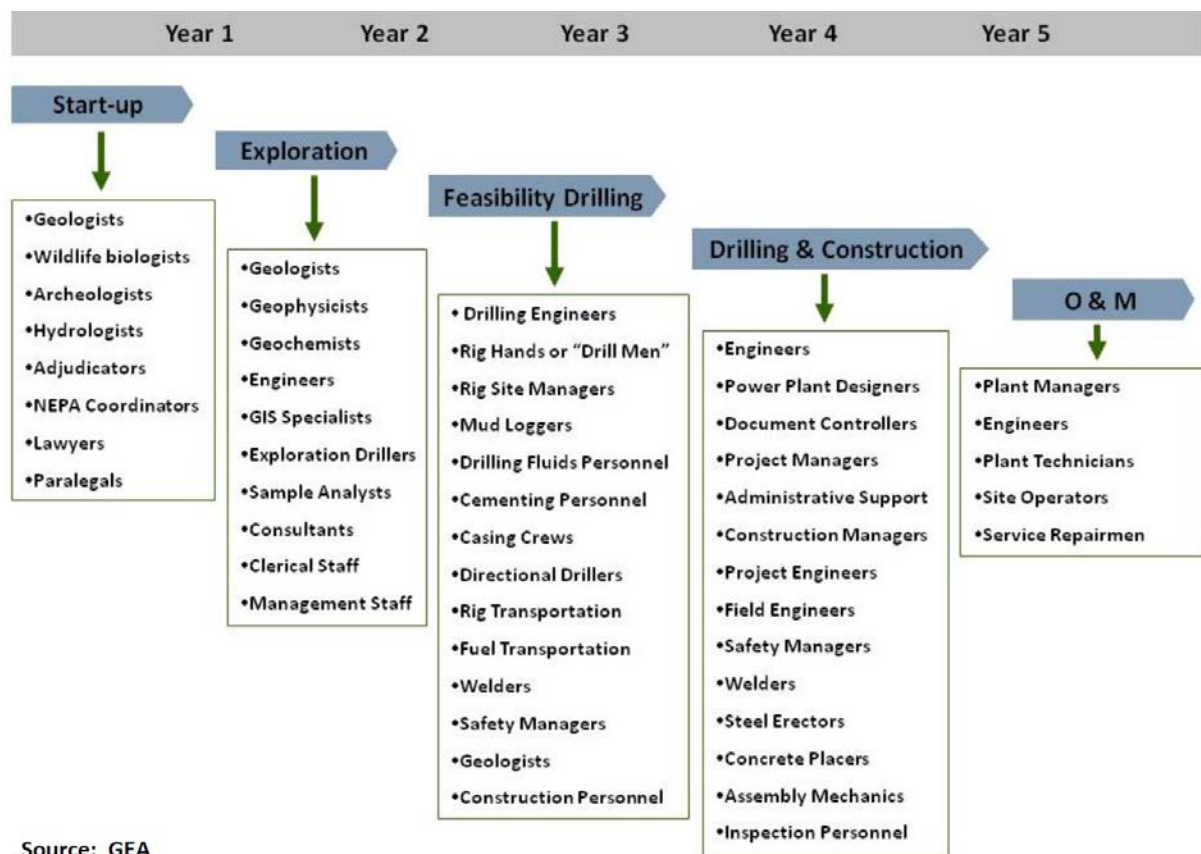 Year 1 Year 2 Year 3 Year 4 Year 5
Start-up
•Geologists
•Wildlife biologists
•Archeologists
•Hydrologists
•Adjudicators
•NEPA Coordinators
•Lawyers
•Paralegals
Exploration
•Geologists
•Geophysicists
•Geochemists
•Engineers
•GIS Specialists
•Exploration Drillers
•Sample Analysts
•Consultants
•Clerical Staff
•Management Staff
Feasibility Drilling
• Drilling Engineers
•Rig Hands or “Drill Men”
•Rig Site Managers
•Mud Loggers
•Drilling Fluids Personnel
•Cementing Personnel
•Casing Crews
•Directional Drillers
•Rig Transportation
•Fuel Transportation
•Welders
•Safety Managers
•Geologists
•Construction Personnel
Drilling & Construction
•Engineers
•Power Plant Designers
•Document Controllers
•Project Managers
•Administrative Support
•Construction Managers
•Project Engineers
•Field Engineers
•Safety Managers
•Welders
•Steel Erectors
•Concrete Placers
•Assembly Mechanics
•Inspection Personnel
O & M
•Plant Managers
•Engineers
•Plant Technicians
•Site Operators
•Service Repairmen
Source: GEA